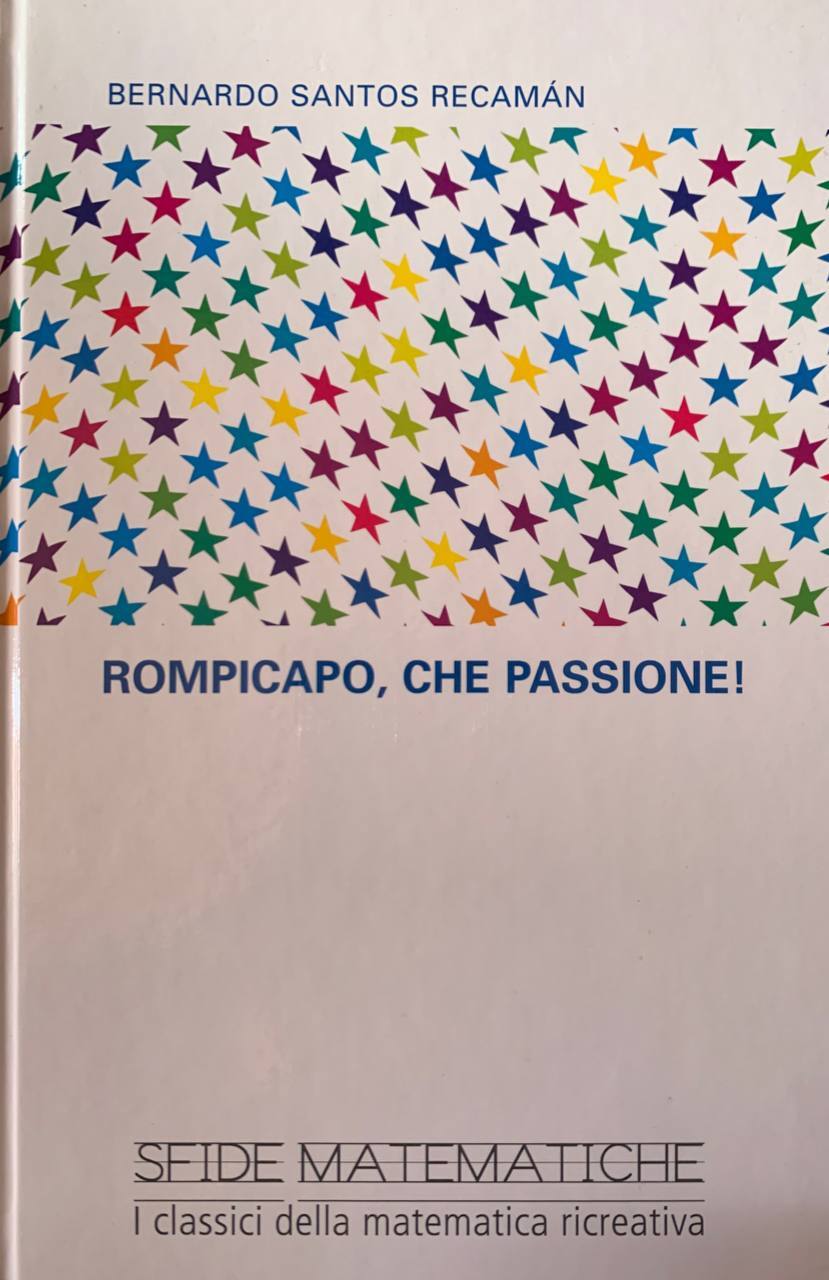 BERNARDO SANTOS RECAMÁN
ROMPICAPO, CHE PASSIONE!
SFIDE MATEMATICHE
I classici della matematica ricreativa